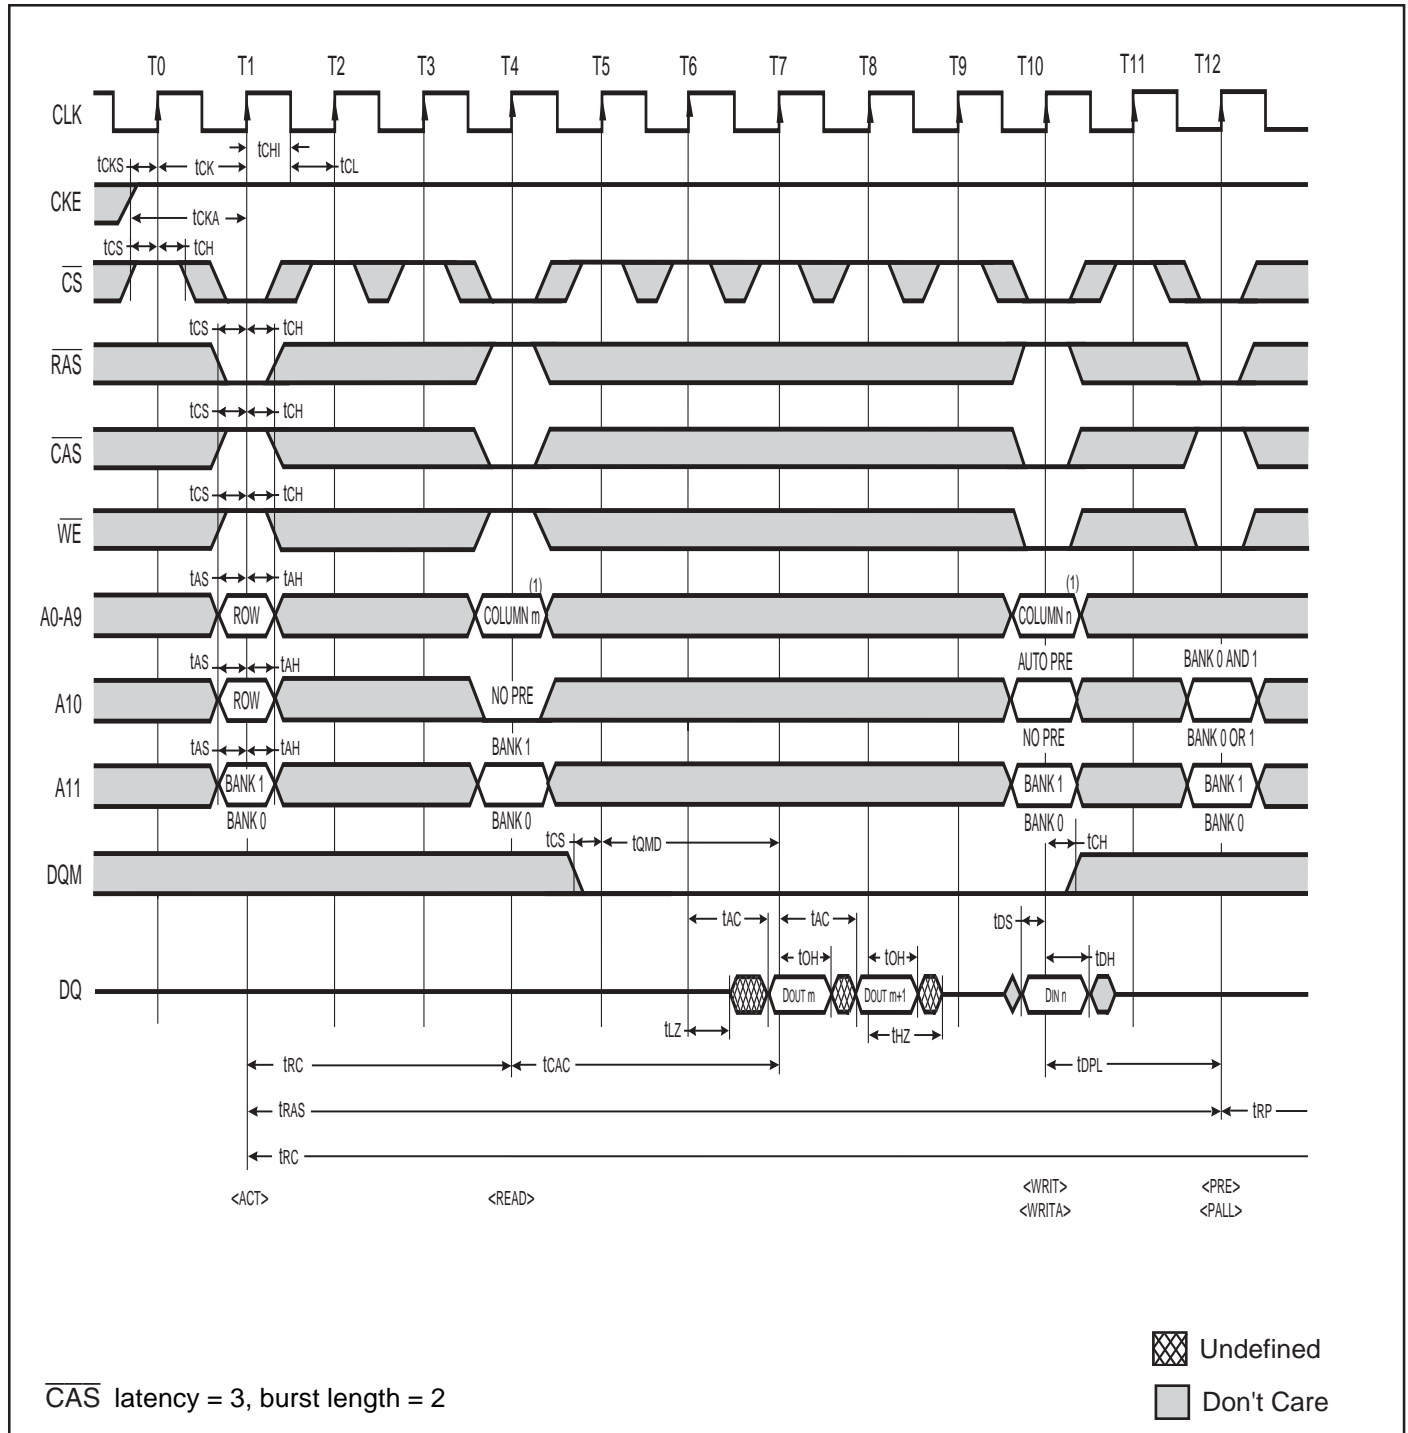 T0 T1 T2 T3 T4 T5 T6 T7 T8 T9 T10 T11 T12
CLK
tCHI
tCKS tCK tCL
CKE
tCKA
tCS tCH
CS
tCS tCH
RAS
tCS tCH
CAS
tCS tCH
WE
tAS tAH (1) (1)
A0-A9 ROW COLUMN m COLUMN n
tAS tAH AUTO PRE BANK 0 AND 1
A10 ROW NO PRE
tAS tAH BANK 1 NO PRE BANK 0 OR 1
A11 BANK 1 BANK 1 BANK 1
BANK 0 BANK 0 BANK 0 BANK 0
tCS tQMD tCH
DQM
tAC tAC tDS
tOH tOH tDH
DQ DOUT m DOUT m+1 DIN n
tLZ tHZ
tRC tCAC tDPL
tRAS tRP
tRC
<ACT> <READ> <WRIT> <PRE>
<WRITA> <PALL>
Undefined
CAS latency = 3, burst length = 2
Don't Care